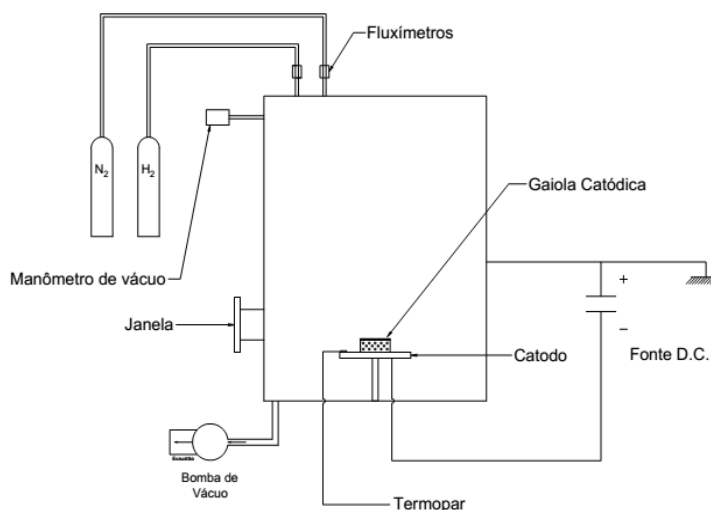 Fluxímetros
N2
H2
Gaiola Catódica
Manômetro de vácuo
+
Janela
−
Catodo
Fonte D.C.
Bomba de
Vácuo
Termopar